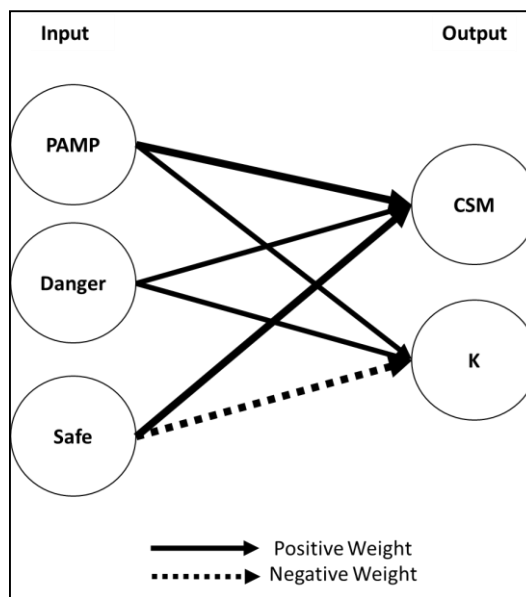 Input
Output
PAMP
CSM
Danger
K
Safe
Positive Weight
Negative Weight